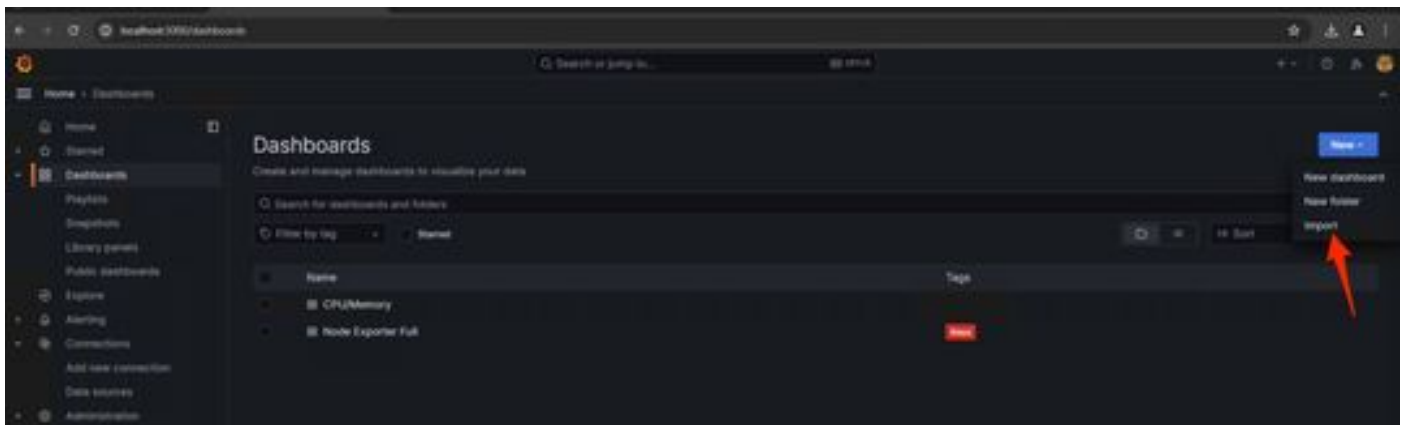 localhost:3000/dashboards
Search or jump to...
Home › Dashboards
Home
Starred
Dashboards
Playlists
Snapshots
Library panels
Public dashboards
Explore
Alerting
Connections
Add new connection
Data sources
Administration
Dashboards
Create and manage dashboards to visualize your data
New
New dashboard
New folder
Import
Search for dashboards and folders
Filter by tag
Starred
Sort
Name Tags
CPU/Memory
Node Exporter Full